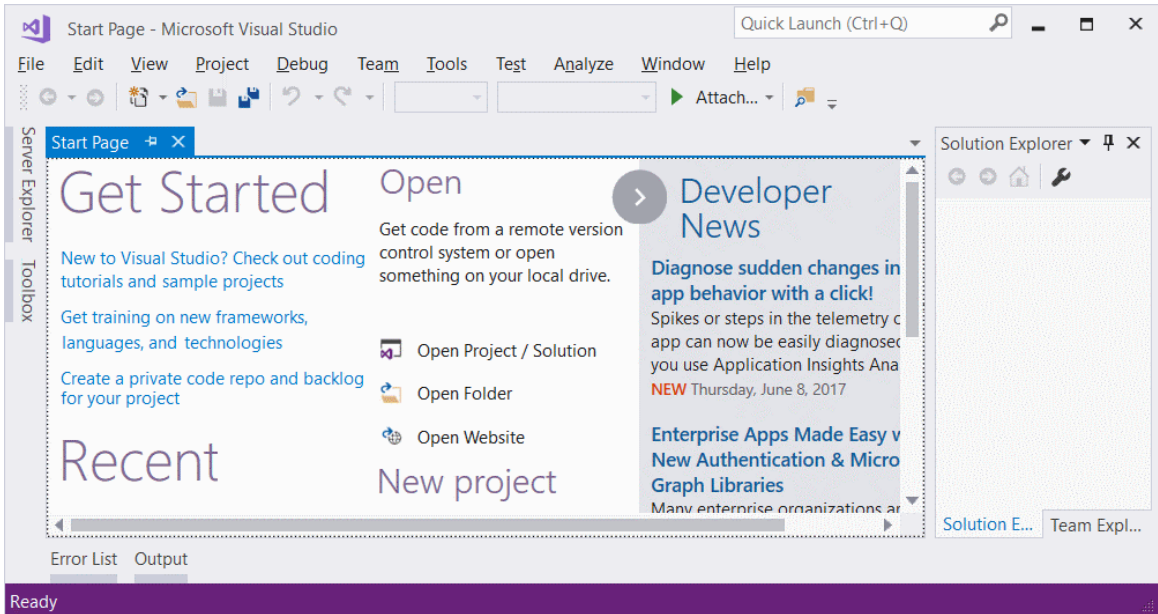 Start Page - Microsoft Visual Studio
Quick Launch (Ctrl+Q)
File Edit View Project Debug Team Tools Test Analyze Window Help
Attach...
Server Explorer
Toolbox
Start Page
Get Started
New to Visual Studio? Check out coding
tutorials and sample projects
Get training on new frameworks,
languages, and technologies
Create a private code repo and backlog
for your project
Recent
Open
Get code from a remote version
control system or open
something on your local drive.
Open Project / Solution
Open Folder
Open Website
New project
Developer
News
Diagnose sudden changes in
app behavior with a click!
Spikes or steps in the telemetry c
app can now be easily diagnosed
you use Application Insights Ana
NEW Thursday, June 8, 2017
Enterprise Apps Made Easy w
New Authentication & Micro
Graph Libraries
Many enterprise organizations ar
Solution Explorer
Solution E... Team Expl...
Error List Output
Ready